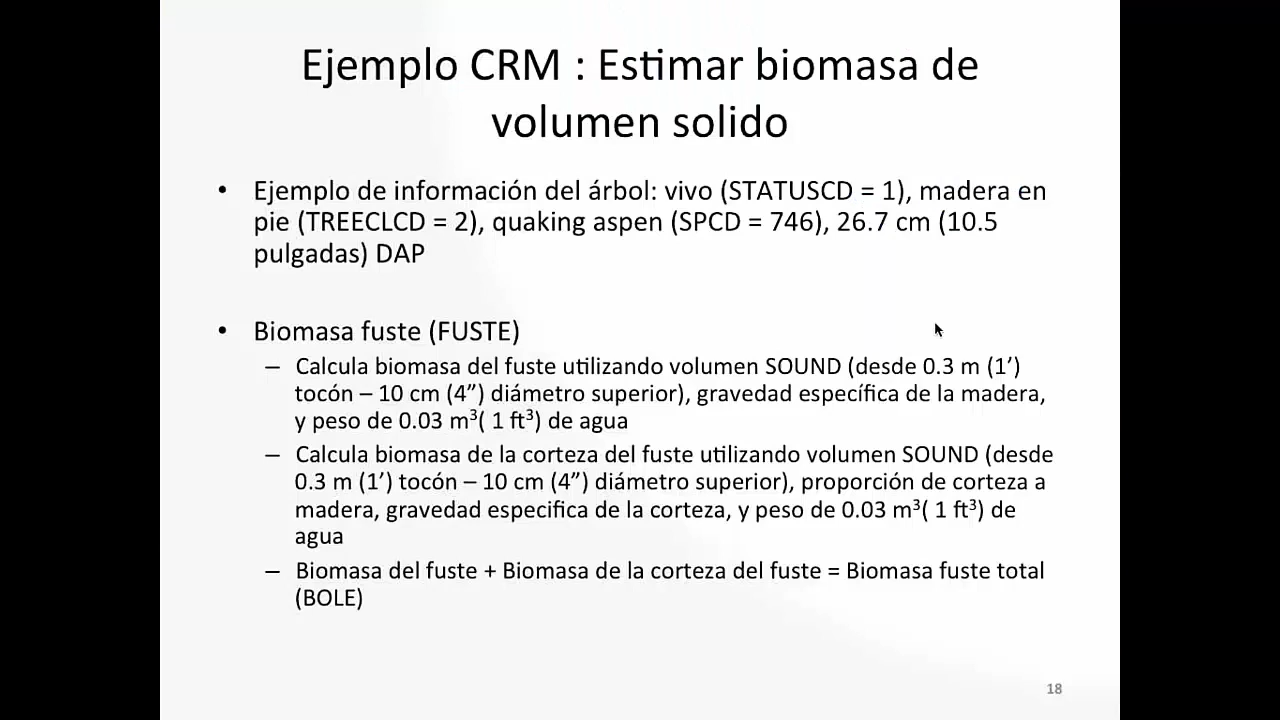 Ejemplo CRM : Estimar biomasa de
volumen solido
• Ejemplo de información del árbol: vivo (STATUSCD = 1), madera en
pie (TREECLCD = 2), quaking aspen (SPCD = 746), 26.7 cm (10.5
pulgadas) DAP
• Biomasa fuste (FUSTE)
– Calcula biomasa del fuste utilizando volumen SOUND (desde 0.3 m (1’)
tocón – 10 cm (4”) diámetro superior), gravedad específica de la madera,
y peso de 0.03 m³( 1 ft³) de agua
– Calcula biomasa de la corteza del fuste utilizando volumen SOUND (desde
0.3 m (1’) tocón – 10 cm (4”) diámetro superior), proporción de corteza a
madera, gravedad especifica de la corteza, y peso de 0.03 m³( 1 ft³) de
agua
– Biomasa del fuste + Biomasa de la corteza del fuste = Biomasa fuste total
(BOLE)
18